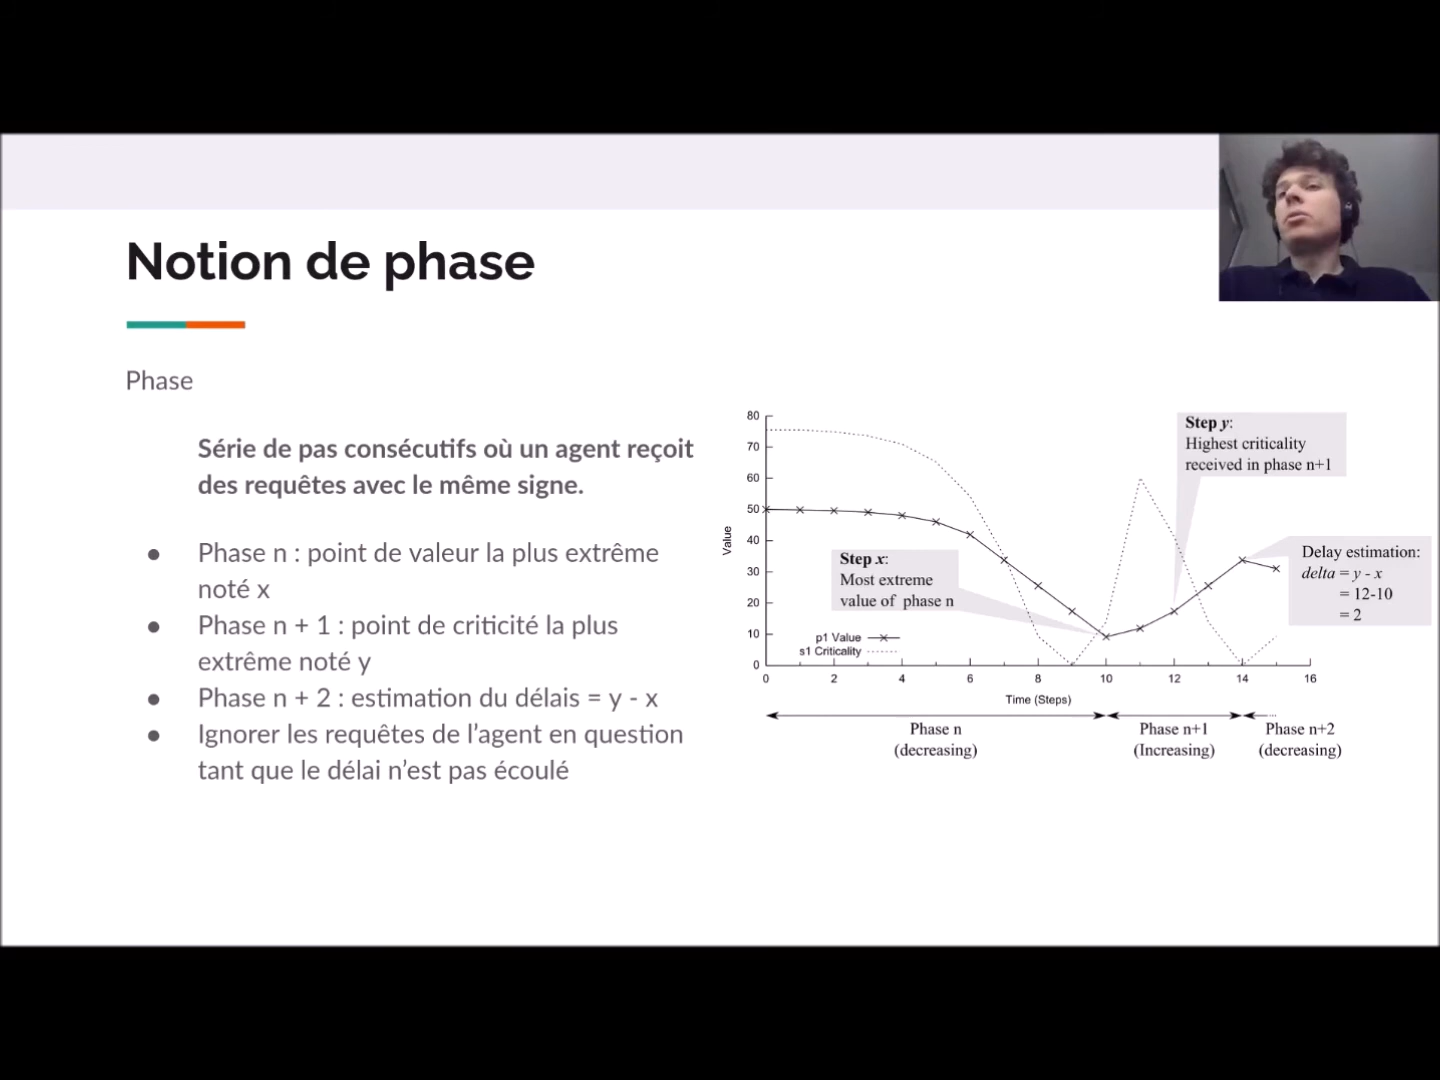 Notion de phase
Phase
Série de pas consécutifs où un agent reçoit
des requêtes avec le même signe.
● Phase n : point de valeur la plus extrême
noté x
● Phase n + 1 : point de criticité la plus
extrême noté y
● Phase n + 2 : estimation du délais = y - x
● Ignorer les requêtes de l'agent en question
tant que le délai n'est pas écoulé
80
70
60
50
40
30
20
10
0
Value
Step y:
Highest criticality
received in phase n+1
Step x:
Most extreme
value of phase n
Delay estimation:
delta = y - x
= 12-10
= 2
p1 Value
s1 Criticality
0 2 4 6 8 10 12 14 16
Time (Steps)
Phase n
(decreasing)
Phase n+1
(Increasing)
Phase n+2
(decreasing)